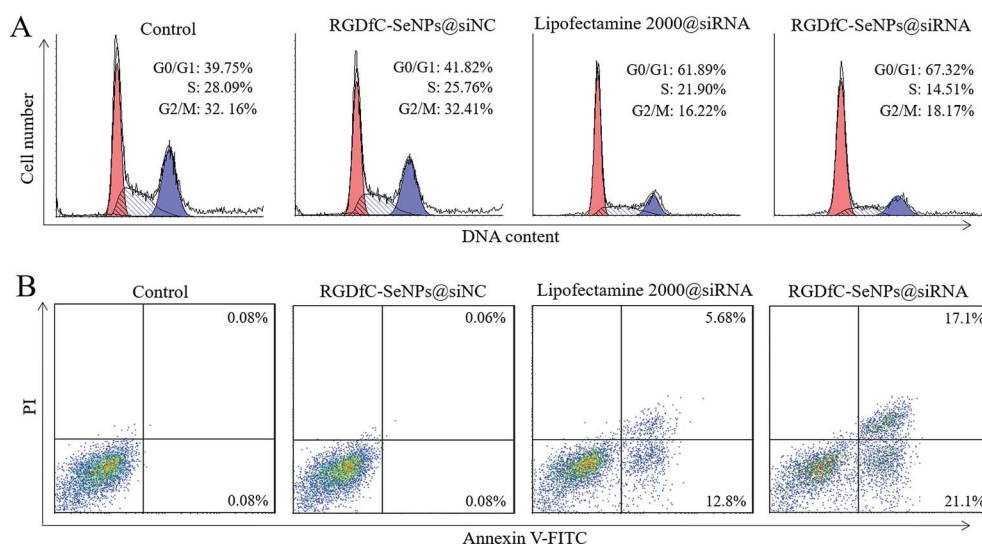 A
Control
RGDfC-SeNPs@siNC
Lipofectamine 2000@siRNA
RGDfC-SeNPs@siRNA
G0/G1: 39.75%
S: 28.09%
G2/M: 32. 16%
G0/G1: 41.82%
S: 25.76%
G2/M: 32.41%
G0/G1: 61.89%
S: 21.90%
G2/M: 16.22%
G0/G1: 67.32%
S: 14.51%
G2/M: 18.17%
Cell number
DNA content
B
Control
RGDfC-SeNPs@siNC
Lipofectamine 2000@siRNA
RGDfC-SeNPs@siRNA
0.08%
0.06%
5.68%
17.1%
PI
0.08%
0.08%
12.8%
21.1%
Annexin V-FITC